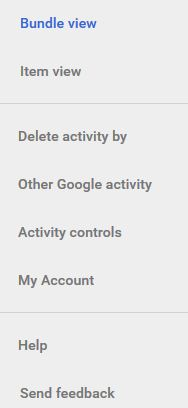 Bundle view
Item view
Delete activity by
Other Google activity
Activity controls
My Account
Help
Send feedback